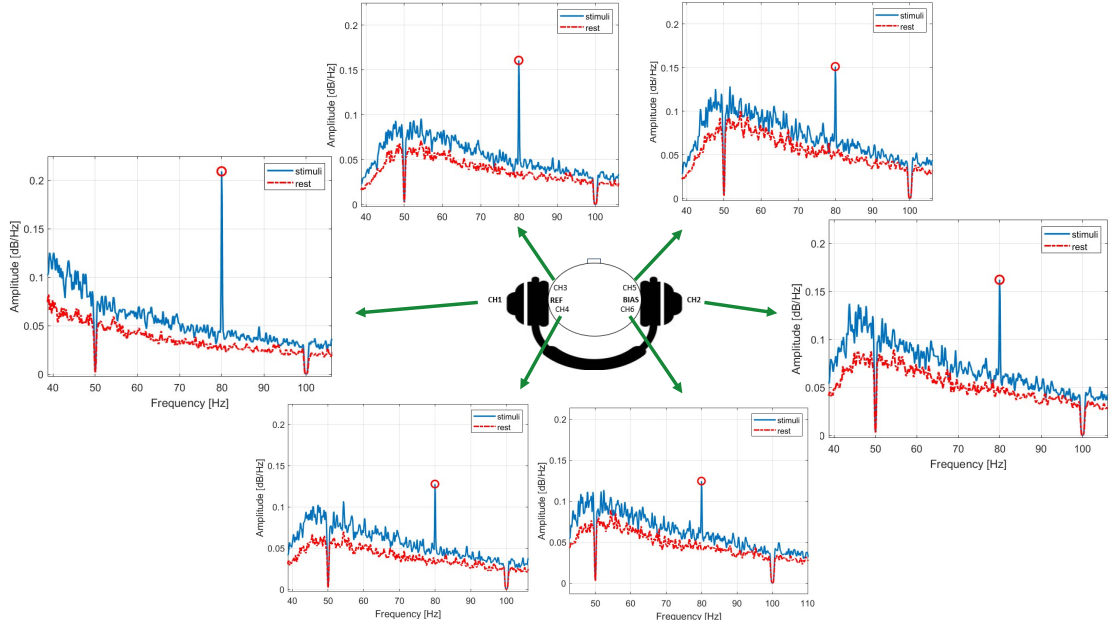 Amplitude [dB/Hz]
0.2
0.15
0.1
0.05
0
40 50 60 70 80 90 100
stimuli
rest
Amplitude [dB/Hz]
0.2
0.15
0.1
0.05
0
40 50 60 70 80 90 100
stimuli
rest
Amplitude [dB/Hz]
0.2
0.15
0.1
0.05
0
40 50 60 70 80 90 100
Frequency [Hz]
stimuli
rest
CH1
CH3
REF
CH4
CH5
BIAS
CH6
CH2
Amplitude [dB/Hz]
0.2
0.15
0.1
0.05
0
40 50 60 70 80 90 100
Frequency [Hz]
stimuli
rest
Amplitude [dB/Hz]
0.2
0.15
0.1
0.05
0
40 50 60 70 80 90 100
Frequency [Hz]
stimuli
rest
Amplitude [dB/Hz]
0.2
0.15
0.1
0.05
0
50 60 70 80 90 100 110
Frequency [Hz]
stimuli
rest